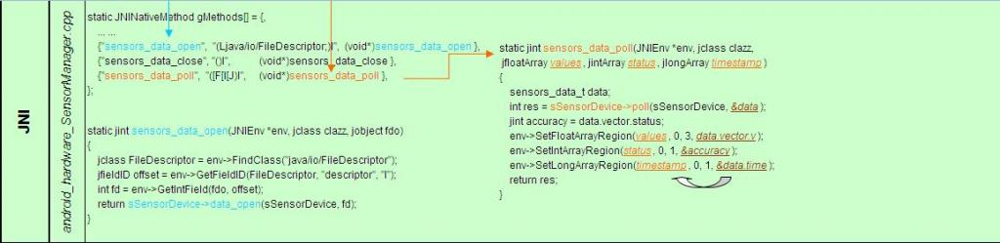 JNI
android_hardware_SensorManager.cpp
static JNINativeMethod gMethods[] = {,
... ...
{"sensors_data_open", "(Ljava/io/FileDescriptor;)I", (void*)sensors_data_open },
{"sensors_data_close", "()I", (void*)sensors_data_close },
{"sensors_data_poll", "([F[I[J)I", (void*)sensors_data_poll },
};
static jint sensors_data_open(JNIEnv *env, jclass clazz, jobject fdo)
{
jclass FileDescriptor = env->FindClass("java/io/FileDescriptor");
jfieldID offset = env->GetFieldID(FileDescriptor, "descriptor", "I");
int fd = env->GetIntField(fdo, offset);
return sSensorDevice->data_open(sSensorDevice, fd);
}
static jint sensors_data_poll(JNIEnv *env, jclass clazz,
jfloatArray values, jintArray status, jlongArray timestamp )
{
sensors_data_t data;
int res = sSensorDevice->poll(sSensorDevice, &data );
jint accuracy = data.vector.status;
env->SetFloatArrayRegion(values , 0, 3, data.vector.v );
env->SetIntArrayRegion(status , 0, 1, &accuracy );
env->SetLongArrayRegion(timestamp , 0, 1, &data.time );
return res;
}